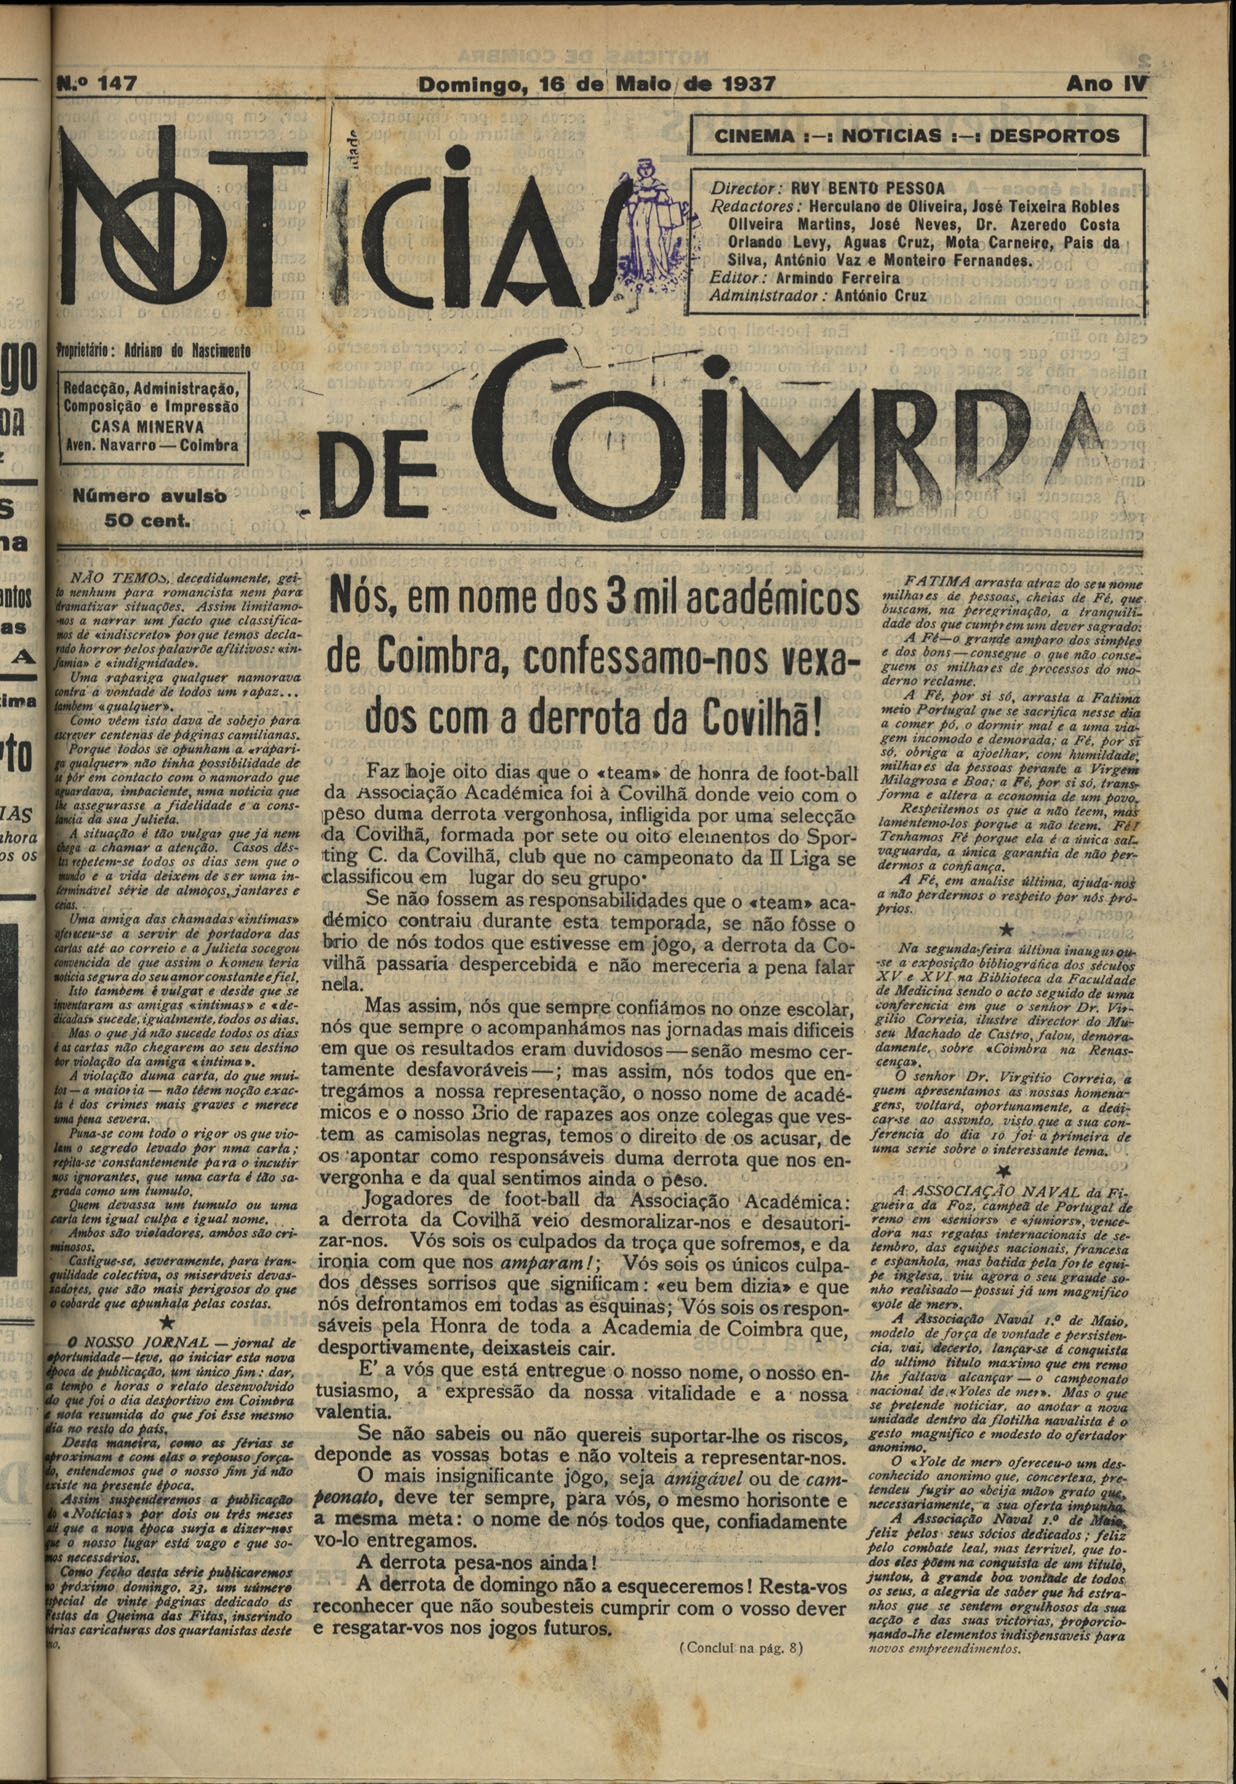 N.º 147
Domingo, 16 de Maio de 1937
Ano IV
NOTICIAS
DE COIMBRA
CINEMA :—: NOTICIAS :—: DESPORTOS
Director: RUY BENTO PESSOA
Redactores: Herculano de Oliveira, José Teixeira Robles
Oliveira Martins, José Neves, Dr. Azeredo Costa
Orlando Levy, Aguas Cruz, Mota Carneiro, Pais da
Silva, António Vaz e Monteiro Fernandes.
Editor: Armindo Ferreira
Administrador: António Cruz
Proprietário: Adriano do Nascimento
Redacção, Administração,
Composição e Impressão
CASA MINERVA
Aven. Navarro — Coimbra
Número avulso
50 cent.
NÃO TEMOS, decedidamente, gei-
to nenhum para romancista nem para
dramatizar situações. Assim limitamo-
-nos a narrar um facto que classifica-
mos de «indiscreto» porque temos decla-
rado horror pelos palavrõe aflitivos: «in-
famia» e «indignidade».
Uma rapariga qualquer namorava
contra a vontade de todos um rapaz...
tambem «qualquer».
Como vêem isto dava de sobejo para
escrever centenas de páginas camilianas.
Porque todos se opunham a «rapari-
ga qualquer» não tinha possibilidade de
se pôr em contacto com o namorado que
aguardava, impaciente, uma noticia que
lhe assegurasse a fidelidade e a cons-
tancia da sua Julieta.
A situação é tão vulgar que já nem
chega a chamar a atenção. Casos dês-
tes repetem-se todos os dias sem que o
mundo e a vida deixem de ser uma in-
terminável série de almoços, jantares e
ceias.
Uma amiga das chamadas «intimas»
ofereceu-se a servir de portadora das
cartas até ao correio e a Julieta socegou
convencida de que assim o Romeu teria
noticia segura do seu amor constante e fiel,
Isto tambem é vulgar e desde que se
inventaram as amigas «intimas» e «de-
dicadas» sucede, igualmente, todos os dias.
Mas o que já não sucede todos os dias
é as cartas não chegarem ao seu destino
por violação da amiga «intima».
A violação duma carta, do que mui-
tos — a maioria — não têem noção exac-
ta é dos crimes mais graves e merece
uma pena severa.
Puna-se com todo o rigor os que vio-
lam o segredo levado por nma carta;
repita-se constantemente para o incutir
nos ignorantes, que uma carta é tão sa-
grada como um tumulo.
Quem devassa um tumulo ou uma
carta tem igual culpa e igual nome.
Ambos são violadores, ambos são cri-
minosos.
Castigue-se, severamente, para tran-
quilidade colectiva, os miseráveis devas-
sadores, que são mais perigosos do que
o cobarde que apunhala pelas costas.
★
O NOSSO JORNAL — jornal de
oportunidade—teve, ao iniciar esta nova
época de publicação, um único fim: dar,
a tempo e horas o relato desenvolvido
do que foi o dia desportivo em Coimbra
e nota resumida do que foi êsse mesmo
dia no resto do país.
Desta maneira, como as férias se
aproximam e com elas o repouso força-
do, entendemos que o nosso fim já não
existe na presente época.
Assim suspenderemos a publicação
do «Noticias» por dois ou três meses
até que a nova época surja a dizer-nos
que o nosso lugar está vago e que so-
mos necessários.
Como fecho desta série publicaremos
no próximo domingo, 23, um número
especial de vinte páginas dedicado ás
Festas da Queima das Fitas, inserindo
várias caricaturas dos quartanistas deste
ano.
Nós, em nome dos 3 mil académicos
de Coimbra, confessamo-nos vexa-
dos com a derrota da Covilhã!
Faz hoje oito dias que o «team» de honra de foot-ball
da Associação Académica foi à Covilhã donde veio com o
pêso duma derrota vergonhosa, infligida por uma selecção
da Covilhã, formada por sete ou oito elementos do Spor-
ting C. da Covilhã, club que no campeonato da II Liga se
classificou em lugar do seu grupo·
Se não fossem as responsabilidades que o «team» aca-
démico contraiu durante esta temporada, se não fôsse o
brio de nós todos que estivesse em jôgo, a derrota da Co-
vilhã passaria despercebida e não mereceria a pena falar
nela.
Mas assim, nós que sempre confiámos no onze escolar,
nós que sempre o acompanhámos nas jornadas mais dificeis
em que os resultados eram duvidosos — senão mesmo cer-
tamente desfavoráveis —; mas assim, nós todos que en-
tregámos a nossa representação, o nosso nome de acadé-
micos e o nosso Brio de rapazes aos onze colegas que ves-
tem as camisolas negras, temos o direito de os acusar, de
os apontar como responsáveis duma derrota que nos en-
vergonha e da qual sentimos ainda o pêso.
Jogadores de foot-ball da Associação Académica:
a derrota da Covilhã veio desmoralizar-nos e desautori-
zar-nos. Vós sois os culpados da troça que sofremos, e da
ironia com que nos amparam!; Vós sois os únicos culpa-
dos dêsses sorrisos que significam: «eu bem dizia» e que
nós defrontamos em todas as esquinas; Vós sois os respon-
sáveis pela Honra de toda a Academia de Coimbra que,
desportivamente, deixasteis cair.
E' a vós que está entregue o nosso nome, o nosso en-
tusiasmo, a expressão da nossa vitalidade e a nossa
valentia.
Se não sabeis ou não quereis suportar-lhe os riscos,
deponde as vossas botas e não volteis a representar-nos.
O mais insignificante jôgo, seja amigável ou de cam-
peonato, deve ter sempre, para vós, o mesmo horisonte e
a mesma meta: o nome de nós todos que, confiadamente
vo-lo entregamos.
A derrota pesa-nos ainda!
A derrota de domingo não a esqueceremos! Resta-vos
reconhecer que não soubesteis cumprir com o vosso dever
e resgatar-vos nos jogos futuros.
(Conclui na pág. 8)
FATIMA arrasta atraz do seu nome
milhares de pessoas, cheias de Fé, que
buscam, na peregrinação, a tranquili-
dade dos que cumprem um dever sagrado.
A Fé—o grande amparo dos simples
e dos bons — consegue o que não conse-
guem os milhares de processos do mo-
derno reclame.
A Fé, por si só, arrasta a Fatima
meio Portugal que se sacrifica nesse dia
a comer pó, o dormir mal e a uma via-
gem incomodo e demorada; a Fé, por si
só, obriga a ajoelhar, com humildade,
milhares da pessoas perante a Virgem
Milagrosa e Boa; a Fé, por si só, trans-
forma e altera a economia de um povo.
Respeitemos os que a não teem, mas
lamentemo-los porque a não teem. Fé!
Tenhamos Fé porque ela é a única sal-
vaguarda, a única garantia de não per-
dermos a confiança.
A Fé, em analise última, ajuda-nos
a não perdermos o respeito por nós pró-
prios.
★
Na segunda-feira última inaugurou-
-se a exposição bibliográfica dos séculos
XV e XVI na Biblioteca da Faculdade
de Medicina sendo o acto seguido de uma
conferencia em que o senhor Dr. Vir-
gilio Correia, ilustre director do Mu-
seu Machado de Castro, falou, demora-
damente, sobre «Coimbra na Renas-
cença».
O senhor Dr. Virgilio Correia, a
quem apresentamos as nossas homena-
gens, voltará, oportunamente, a dedi-
car-se ao assvnto, visto que a sua con-
ferencia do dia 10 foi a primeira de
uma serie sobre o interessante tema.
★
A ASSOCIAÇÃO NAVAL da Fi-
gueira da Foz, campeã de Portugal de
remo em «seniors» e «juniors», vence-
dora nas regatas internacionais de se-
tembro, das equipes nacionais, francesa
e espanhola, mas batida pela forte equi-
pe inglesa, viu agora o seu graude so-
nho realisado — possui já um magnifico
«yole de mer».
A Associação Naval 1.º de Maio,
modelo de força de vontade e persisten-
cia, vai, decerto, lançar-se á conquista
do ultimo titulo maximo que em remo
lhe faltava alcançar — o campeonato
nacional de «Yoles de mer». Mas o que
se pretende noticiar, ao anotar a nova
unidade dentro da flotilha navalista é o
gesto magnifico e modesto do ofertador
anonimo.
O «Yole de mer» ofereceu-o um des-
conhecido anonimo que, concerteza, pre-
tendeu fugir ao «beija mão» grato que,
necessariamente, a sua oferta impunha.
A Associação Naval 1.º de Maio,
feliz pelos seus sócios dedicados; feliz
pelo combate leal, mas terrivel, que to-
dos eles põem na conquista de um titulo,
juntou, à grande boa vontade de todos
os seus, a alegria de saber que há estra-
nhos que se sentem orgulhosos da sua
acção e das suas victorias, proporcio-
nando-lhe elementos indispensaveis para
novos empreendimentos.